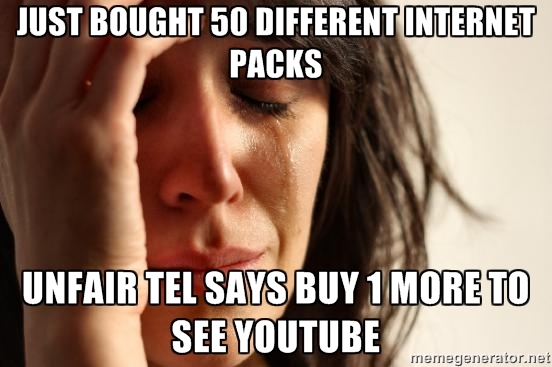 JUST BOUGHT 50 DIFFERENT INTERNET
PACKS
UNFAIR TEL SAYS BUY 1 MORE TO
SEE YOUTUBE
memegenerator.net